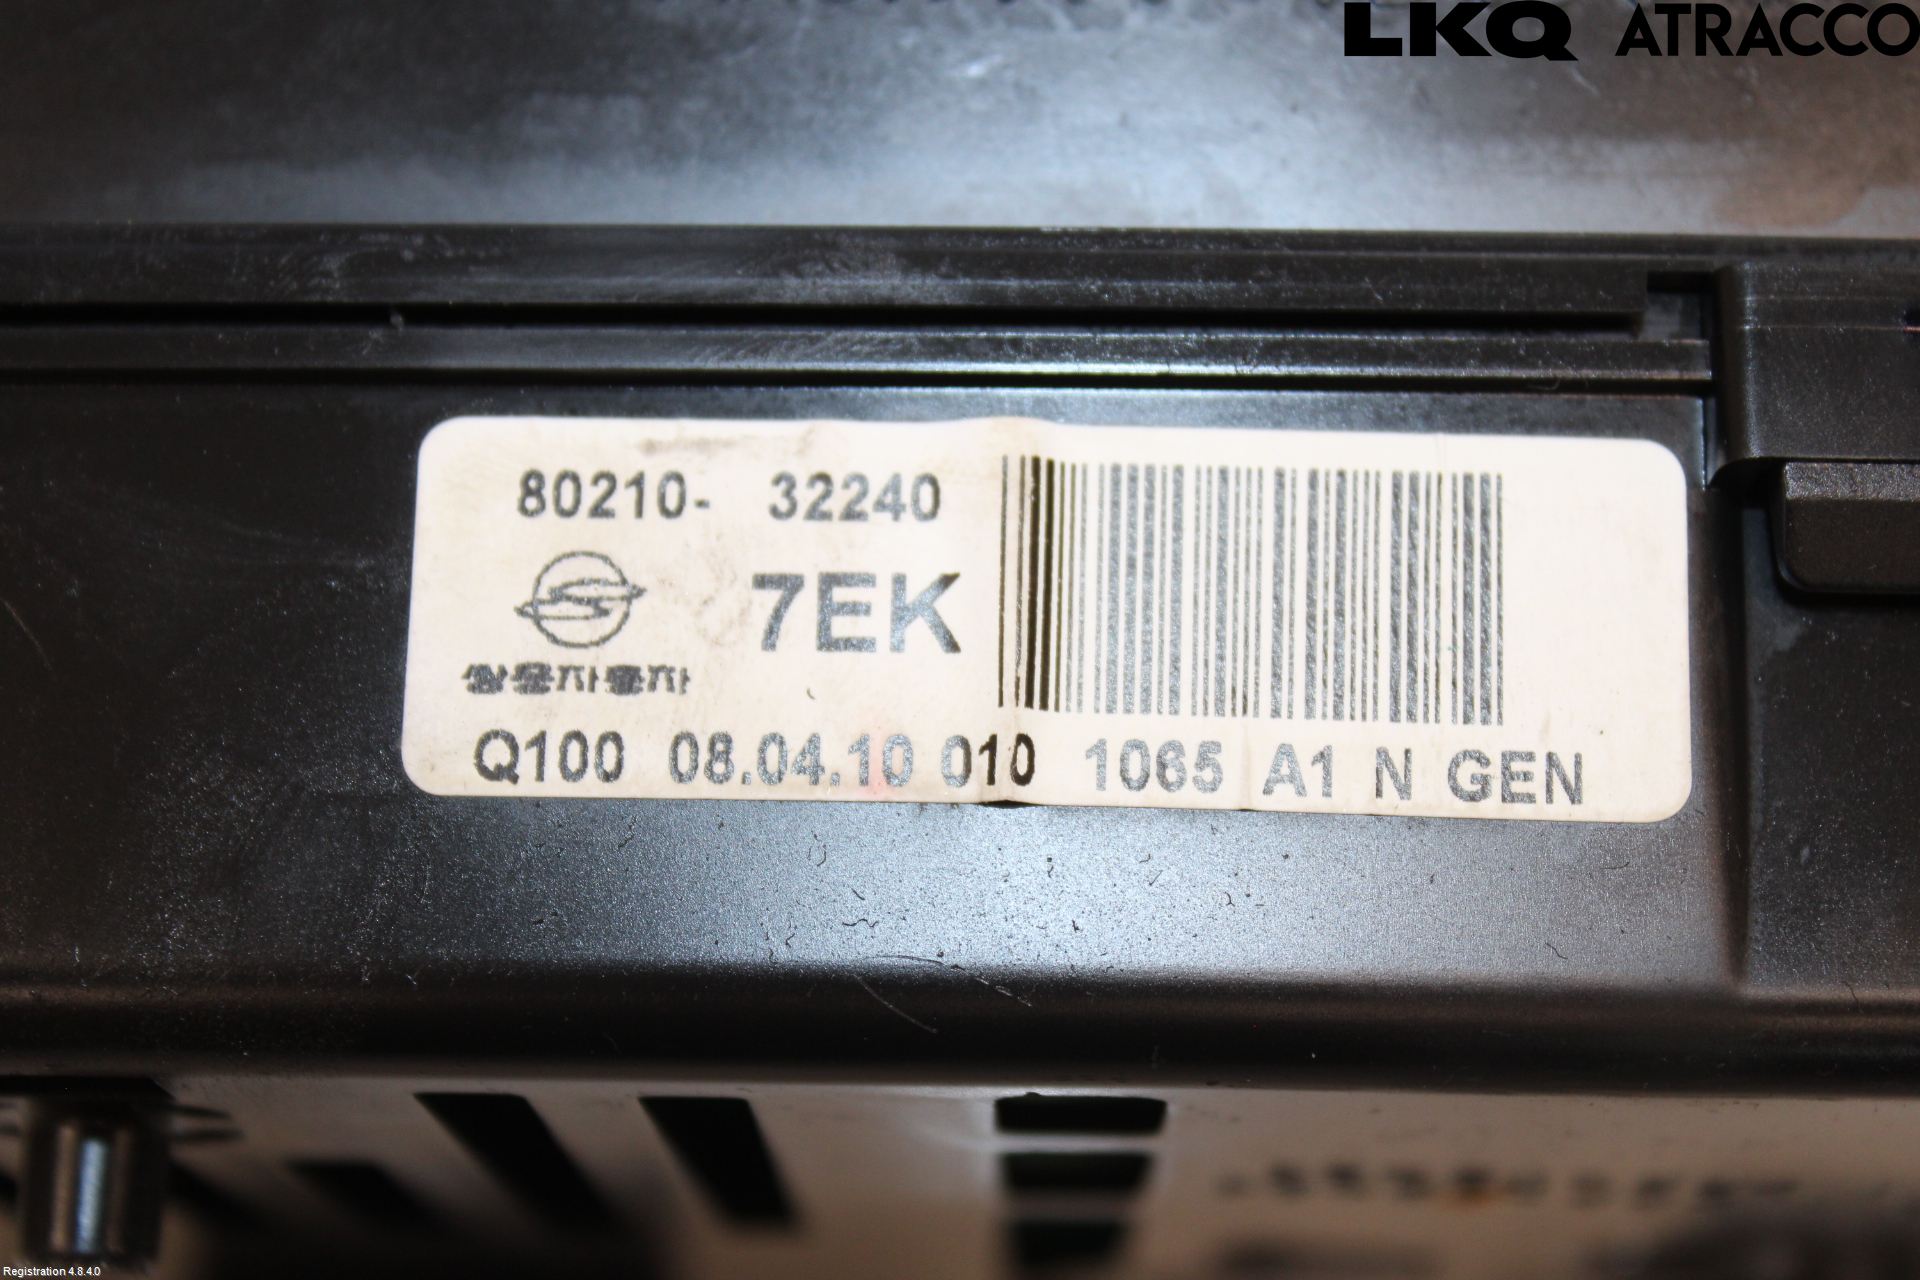 LKQ ATRACCO
80210- 32240
7EK
쌍용자동차
Q100 08.04.10 010 1065 A1 N GEN
Registration 4.8.4.0